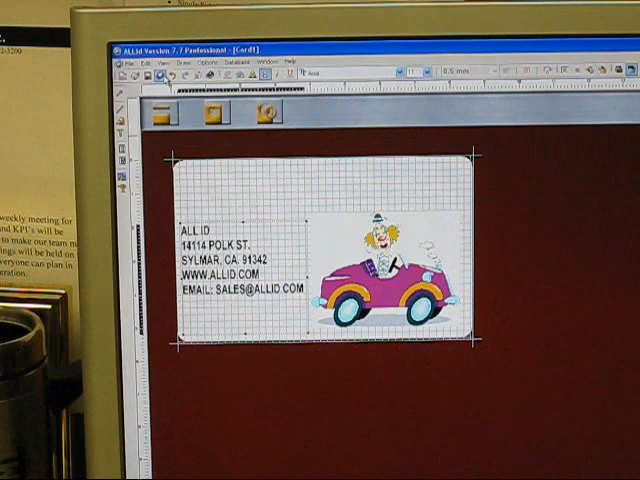 -3200
ALLid Version 7.7 Professional - [Card1]
File Edit View Draw Objects Options Database Window Help
Arial 11 0.5 mm
weekly meeting for
nd KPI's will be
to make our team m
ings will be held on
veryone can plan in
eration.
ALL ID
14114 POLK ST.
SYLMAR, CA. 91342
WWW.ALLID.COM
EMAIL: SALES@ALLID.COM